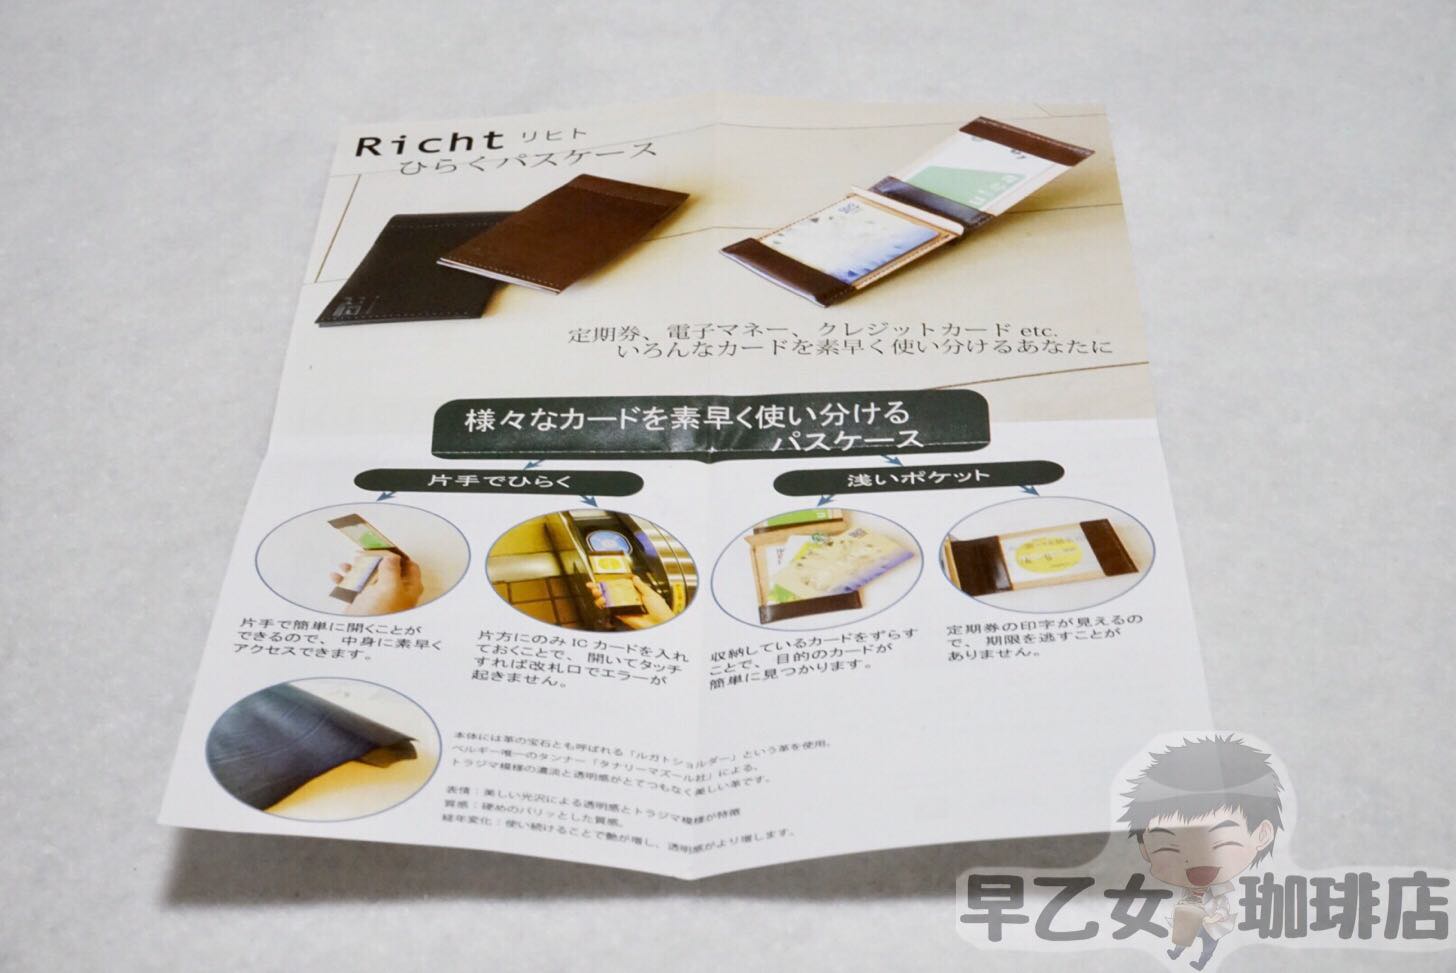 Richt リヒト
ひらくパスケース
定期券、電子マネー、クレジットカード etc.
いろんなカードを素早く使い分けるあなたに
様々なカードを素早く使い分ける
パスケース
片手でひらく
浅いポケット
片手で簡単に開くことが
できるので、中身に素早く
アクセスできます。
片方にのみ IC カードを入れ
ておくことで、開いてタッチ
すれば改札口でエラーが
起きません。
収納しているカードをずらす
ことで、目的のカードが
簡単に見つかります。
定期券の印字が見えるの
で、期限を逃すことが
ありません。
本体には革の宝石とも呼ばれる「ルガトショルダー」という革を使用。
ベルギー唯一のタンナー「タナリーマズール社」による、
トラジマ模様の濃淡と透明感がとてつもなく美しい革です。
表情：美しい光沢による透明感とトラジマ模様が特徴
質感：硬めのパリッとした質感。
経年変化：使い続けることで艶が増し、透明感がより増します。
早乙女珈琲店